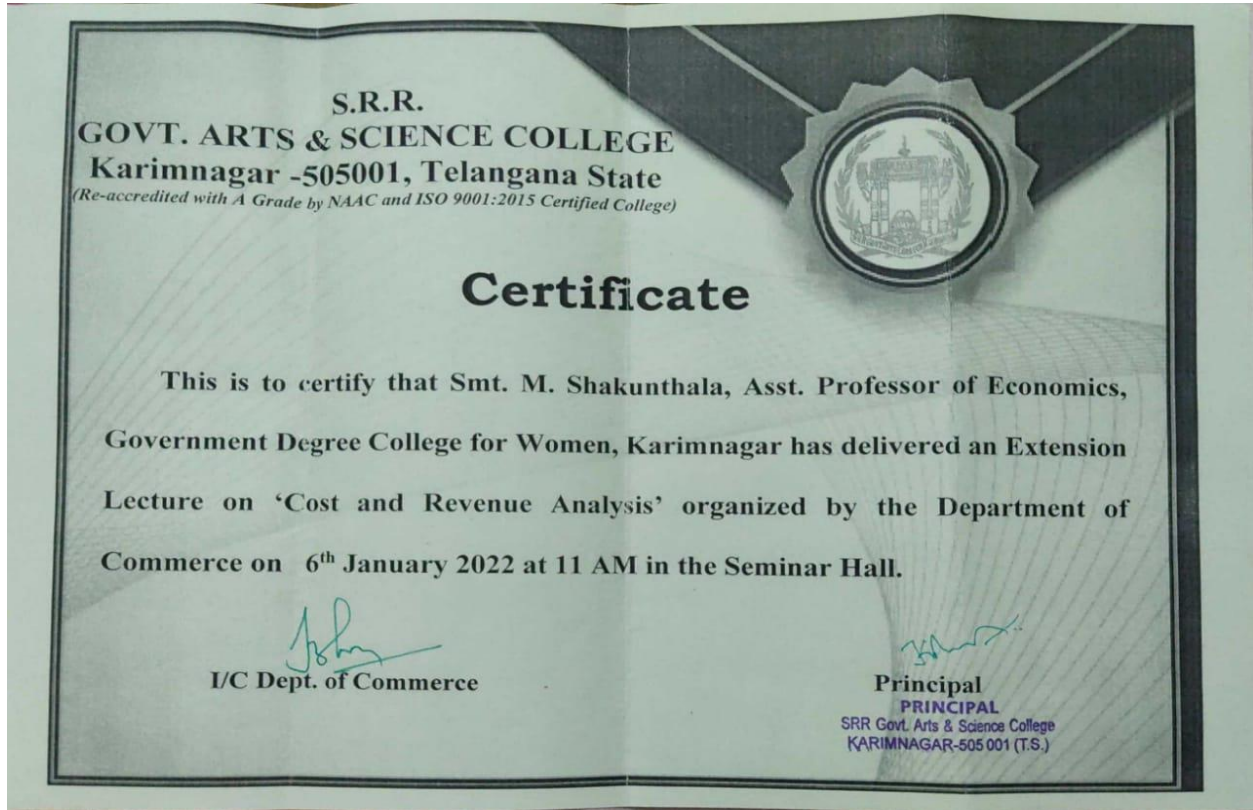 S.R.R.
GOVT. ARTS & SCIENCE COLLEGE
Karimnagar -505001, Telangana State
(Re-accredited with A Grade by NAAC and ISO 9001:2015 Certified College)
Certificate
This is to certify that Smt. M. Shakunthala, Asst. Professor of Economics,
Government Degree College for Women, Karimnagar has delivered an Extension
Lecture on ‘Cost and Revenue Analysis’ organized by the Department of
Commerce on 6th January 2022 at 11 AM in the Seminar Hall.
I/C Dept. of Commerce
Principal
PRINCIPAL
SRR Govt. Arts & Science College
KARIMNAGAR-505 001 (T.S.)